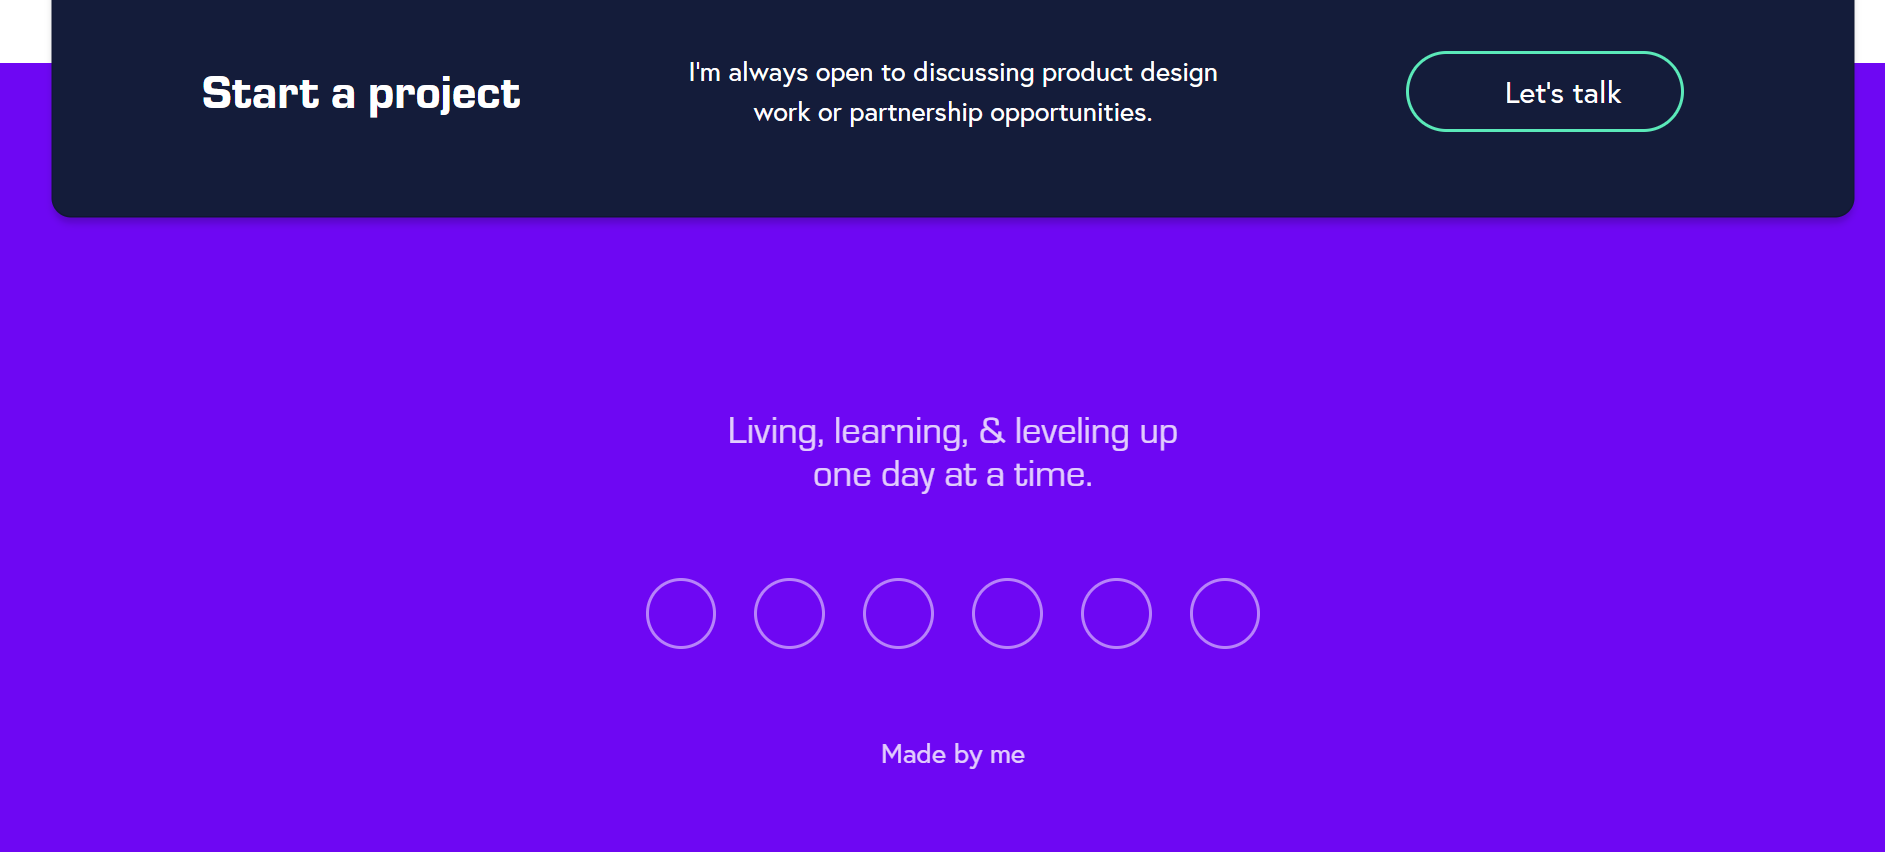 Start a project
I'm always open to discussing product design
work or partnership opportunities.
Let's talk
Living, learning, & leveling up
one day at a time.
Made by me